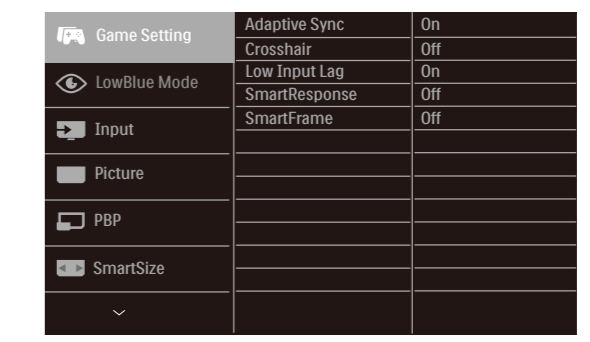 Game Setting
LowBlue Mode
Input
Picture
PBP
SmartSize
Adaptive Sync On
Crosshair Off
Low Input Lag On
SmartResponse Off
SmartFrame Off